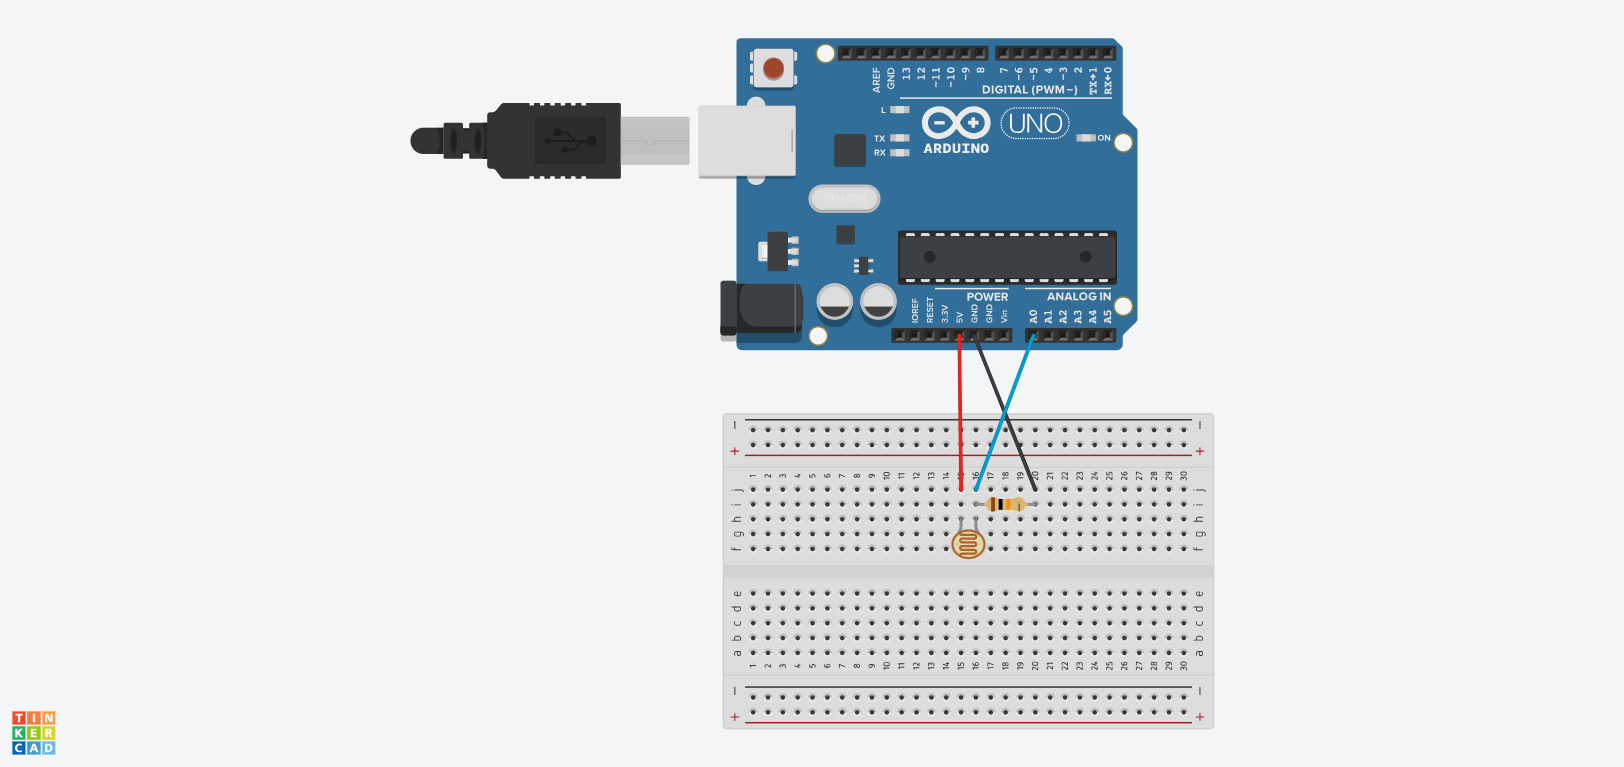 AREF GND 13 12 ~11 ~10 ~9 8 7 ~6 ~5 4 ~3 2 TX→1 RX←0
DIGITAL (PWM~)
L
TX
RX
UNO
ARDUINO
ON
POWER
ANALOG IN
IOREF RESET 3.3V 5V GND GND Vin A0 A1 A2 A3 A4 A5
− −
+ +
1 2 3 4 5 6 7 8 9 10 11 12 13 14 15 16 17 18 19 20 21 22 23 24 25 26 27 28 29 30
j j
i i
h h
g g
f f
e e
d d
c c
b b
a a
1 2 3 4 5 6 7 8 9 10 11 12 13 14 15 16 17 18 19 20 21 22 23 24 25 26 27 28 29 30
− −
+ +
TIN
KER
CAD